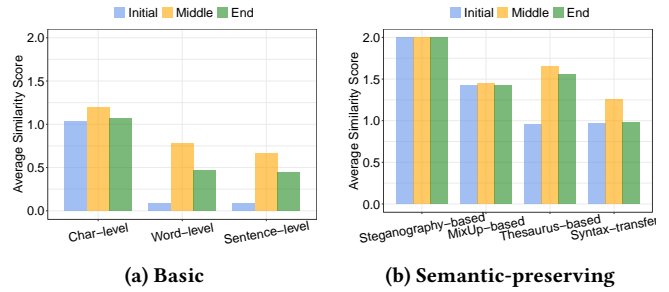 Initial Middle End
2.0
1.5
1.0
0.5
0.0
Average Similarity Score
Char-level Word-level Sentence-level
(a) Basic
Initial Middle End
2.0
1.5
1.0
0.5
0.0
Average Similarity Score
Steganography-based MixUp-based Thesaurus-based Syntax-transfer
(b) Semantic-preserving